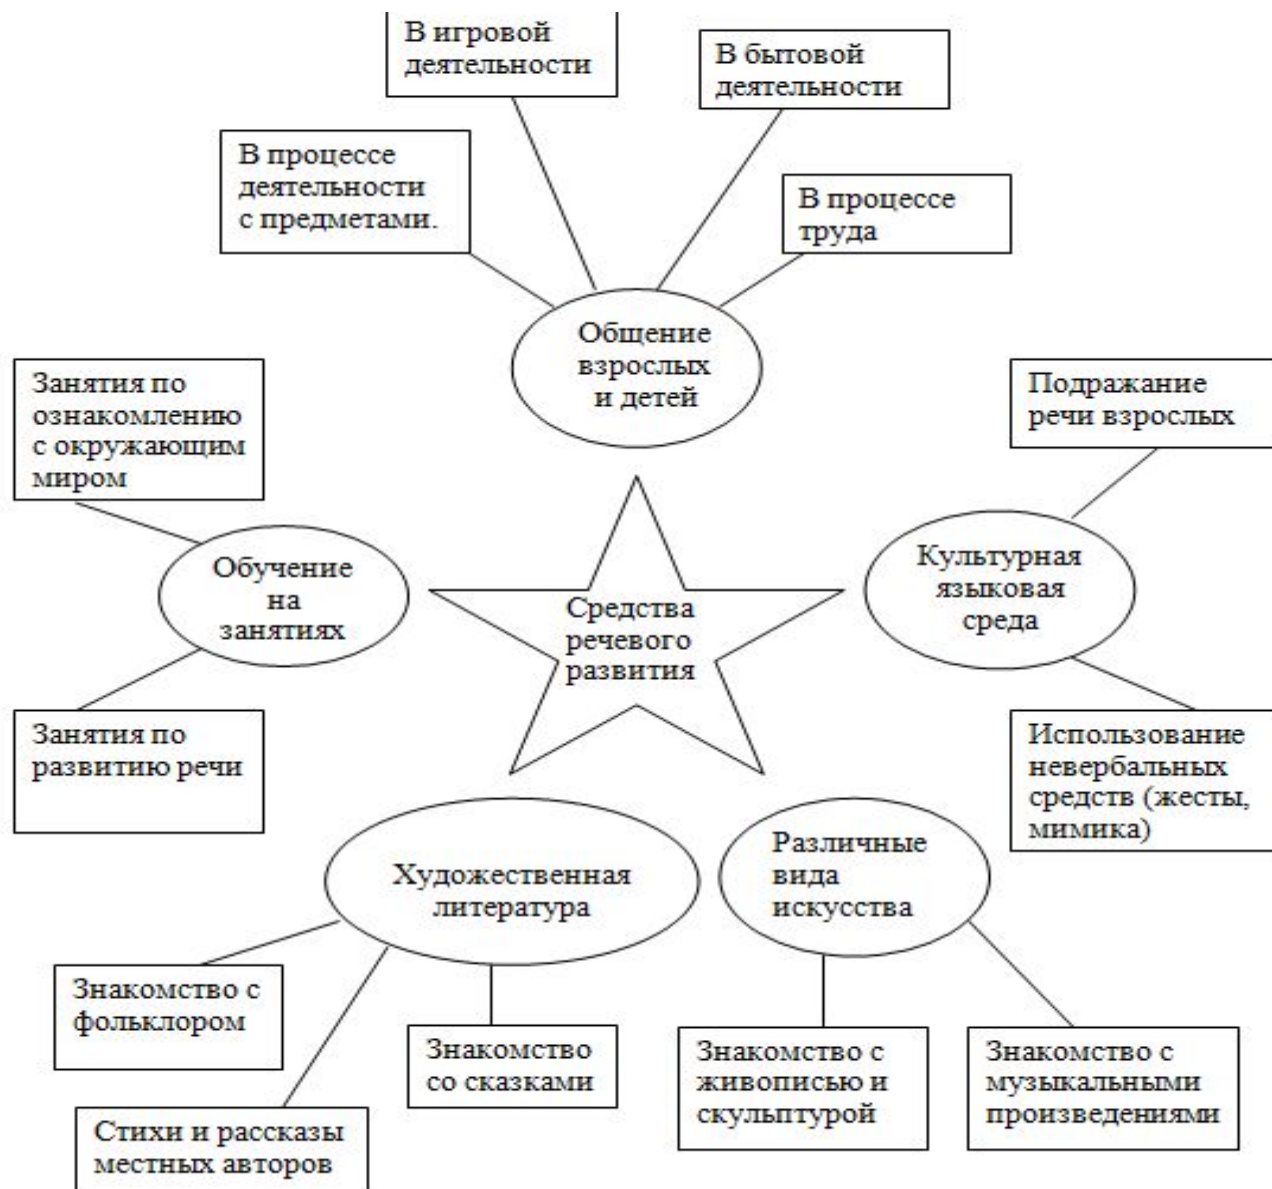 В игровой
деятельности
В бытовой
деятельности
В процессе
деятельности
с предметами.
В процессе
труда
Общение
взрослых
и детей
Занятия по
ознакомлению
с окружающим
миром
Подражание
речи взрослых
Обучение
на
занятиях
Культурная
языковая
среда
Средства
речевого
развития
Занятия по
развитию речи
Использование
невербальных
средств (жесты,
мимика)
Художественная
литература
Различные
вида
искусства
Знакомство с
фольклором
Знакомство
со сказками
Знакомство с
живописью и
скульптурой
Знакомство с
музыкальными
произведениями
Стихи и рассказы
местных авторов